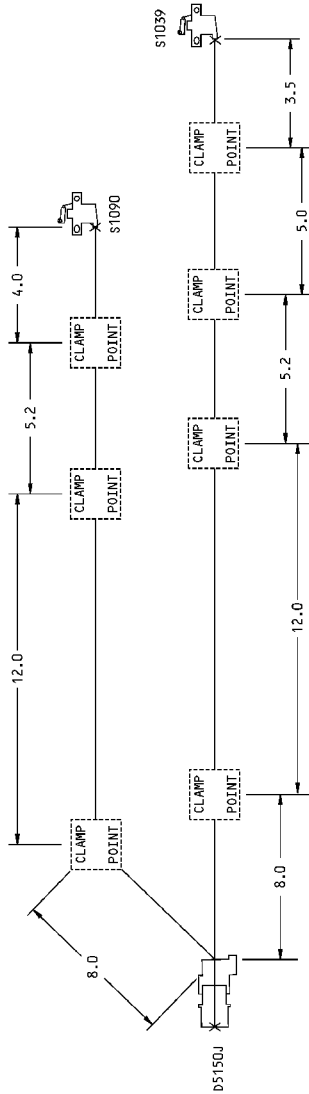 S1039
3.5
CLAMP
POINT
5.0
CLAMP
POINT
5.2
CLAMP
POINT
12.0
CLAMP
POINT
8.0
D5150J
S1090
4.0
CLAMP
POINT
5.2
CLAMP
POINT
12.0
CLAMP
POINT
8.0